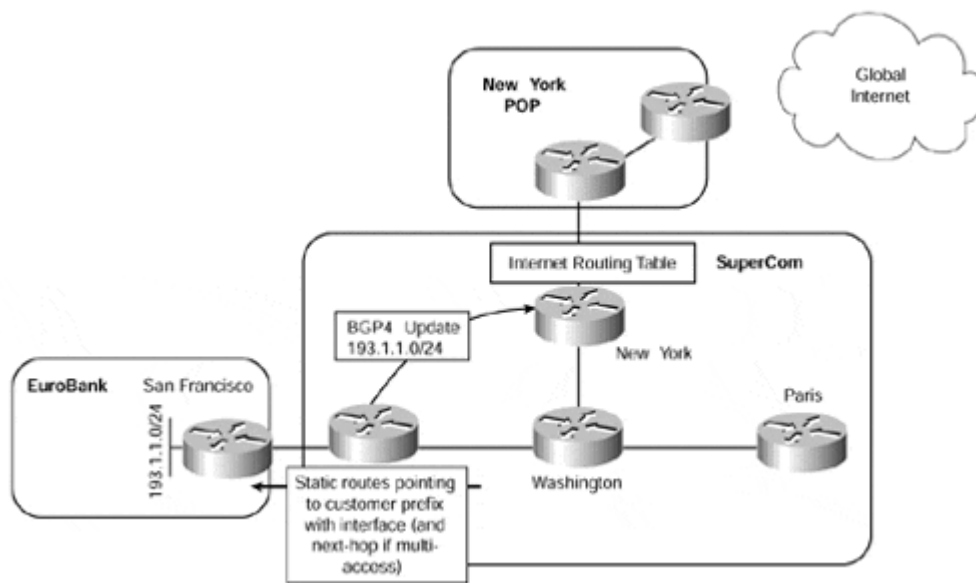 New York
POP
Global
Internet
Internet Routing Table
SuperCom
BGP4 Update
193.1.1.0/24
New York
EuroBank
San Francisco
193.1.1.0/24
Paris
Washington
Static routes pointing
to customer prefix
with interface (and
next-hop if multi-
access)